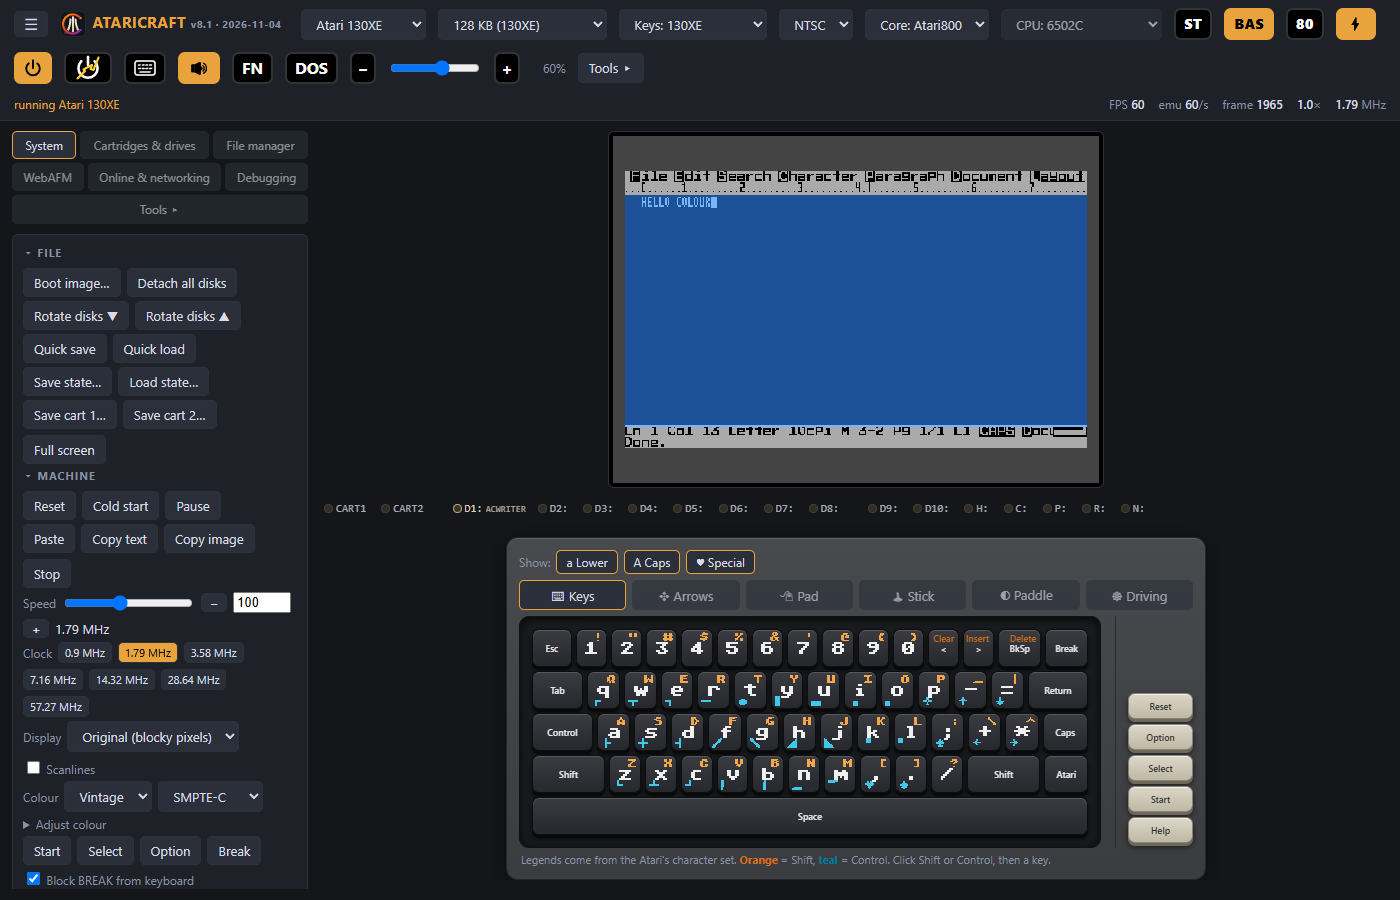 ATARICRAFT v8.1 · 2026-11-04 Atari 130XE 128 KB (130XE) Keys: 130XE NTSC Core: Atari800 CPU: 6502C ST BAS 80
FN DOS – + 60% Tools ▸
running Atari 130XE FPS 60 emu 60/s frame 1965 1.0× 1.79 MHz
System Cartridges & drives File manager
WebAFM Online & networking Debugging
Tools ▸
FILE
Boot image... Detach all disks
Rotate disks ▼ Rotate disks ▲
Quick save Quick load
Save state... Load state...
Save cart 1... Save cart 2...
Full screen
MACHINE
Reset Cold start Pause
Paste Copy text Copy image
Stop
Speed – 100
+ 1.79 MHz
Clock 0.9 MHz 1.79 MHz 3.58 MHz
7.16 MHz 14.32 MHz 28.64 MHz
57.27 MHz
Display Original (blocky pixels)
Scanlines
Colour Vintage SMPTE-C
Adjust colour
Start Select Option Break
Block BREAK from keyboard
File Edit Search Character Paragraph Document Layout
HELLO COLOUR
Ln 1 Col 13 Letter 10cPi M 3-2 Pg 1/1 L1 CAPS
Done.
CART1 CART2 D1: ACWRITER D2: D3: D4: D5: D6: D7: D8: D9: D10: H: C: P: R: N:
Show: a Lower A Caps ♥ Special
Keys Arrows Pad Stick Paddle Driving
Esc 1 ! 2 " 3 # 4 $ 5 % 6 & 7 ' 8 @ 9 ( 0 ) Clear < Insert > Delete BkSp Break
Tab q Q w W e E r R t T y Y u U i I o O p P – _ = | Return
Control a A s S d D f F g G h H j J k K l L ; : + \ * ^ Caps
Shift z Z x X c C v V b B n N m M , [ . ] / ? Shift Atari
Space
Reset
Option
Select
Start
Help
Legends come from the Atari's character set. Orange = Shift, teal = Control. Click Shift or Control, then a key.